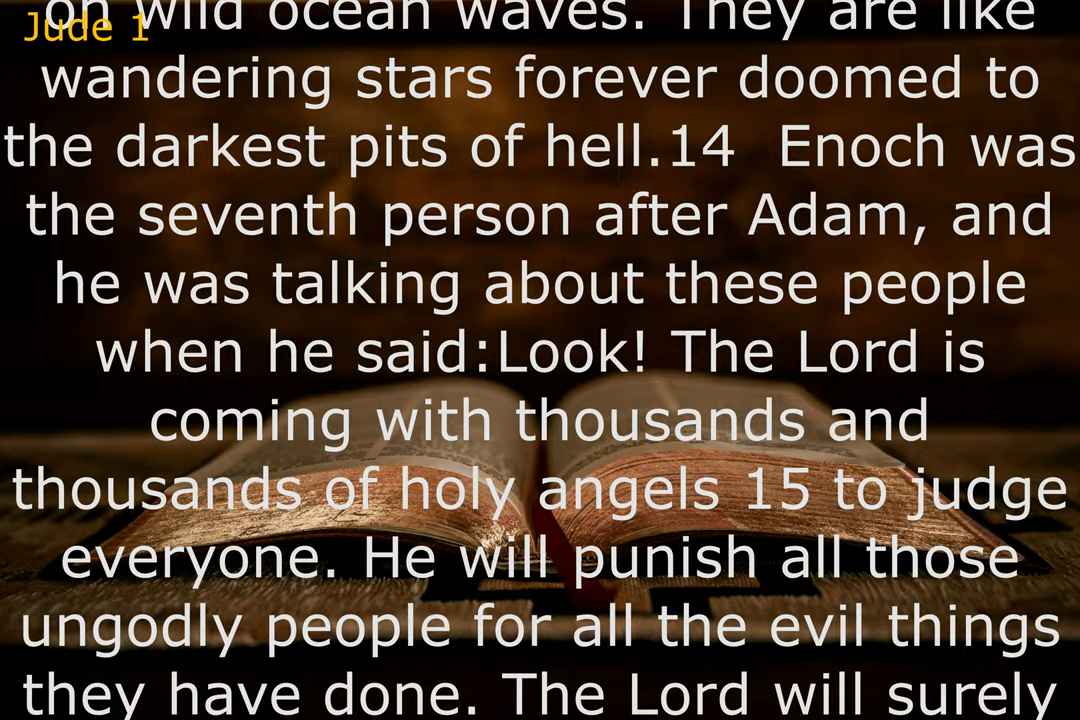 Jude 1
on wild ocean waves. They are like
wandering stars forever doomed to
the darkest pits of hell.14  Enoch was
the seventh person after Adam, and
he was talking about these people
when he said:Look! The Lord is
coming with thousands and
thousands of holy angels 15 to judge
everyone. He will punish all those
ungodly people for all the evil things
they have done. The Lord will surely